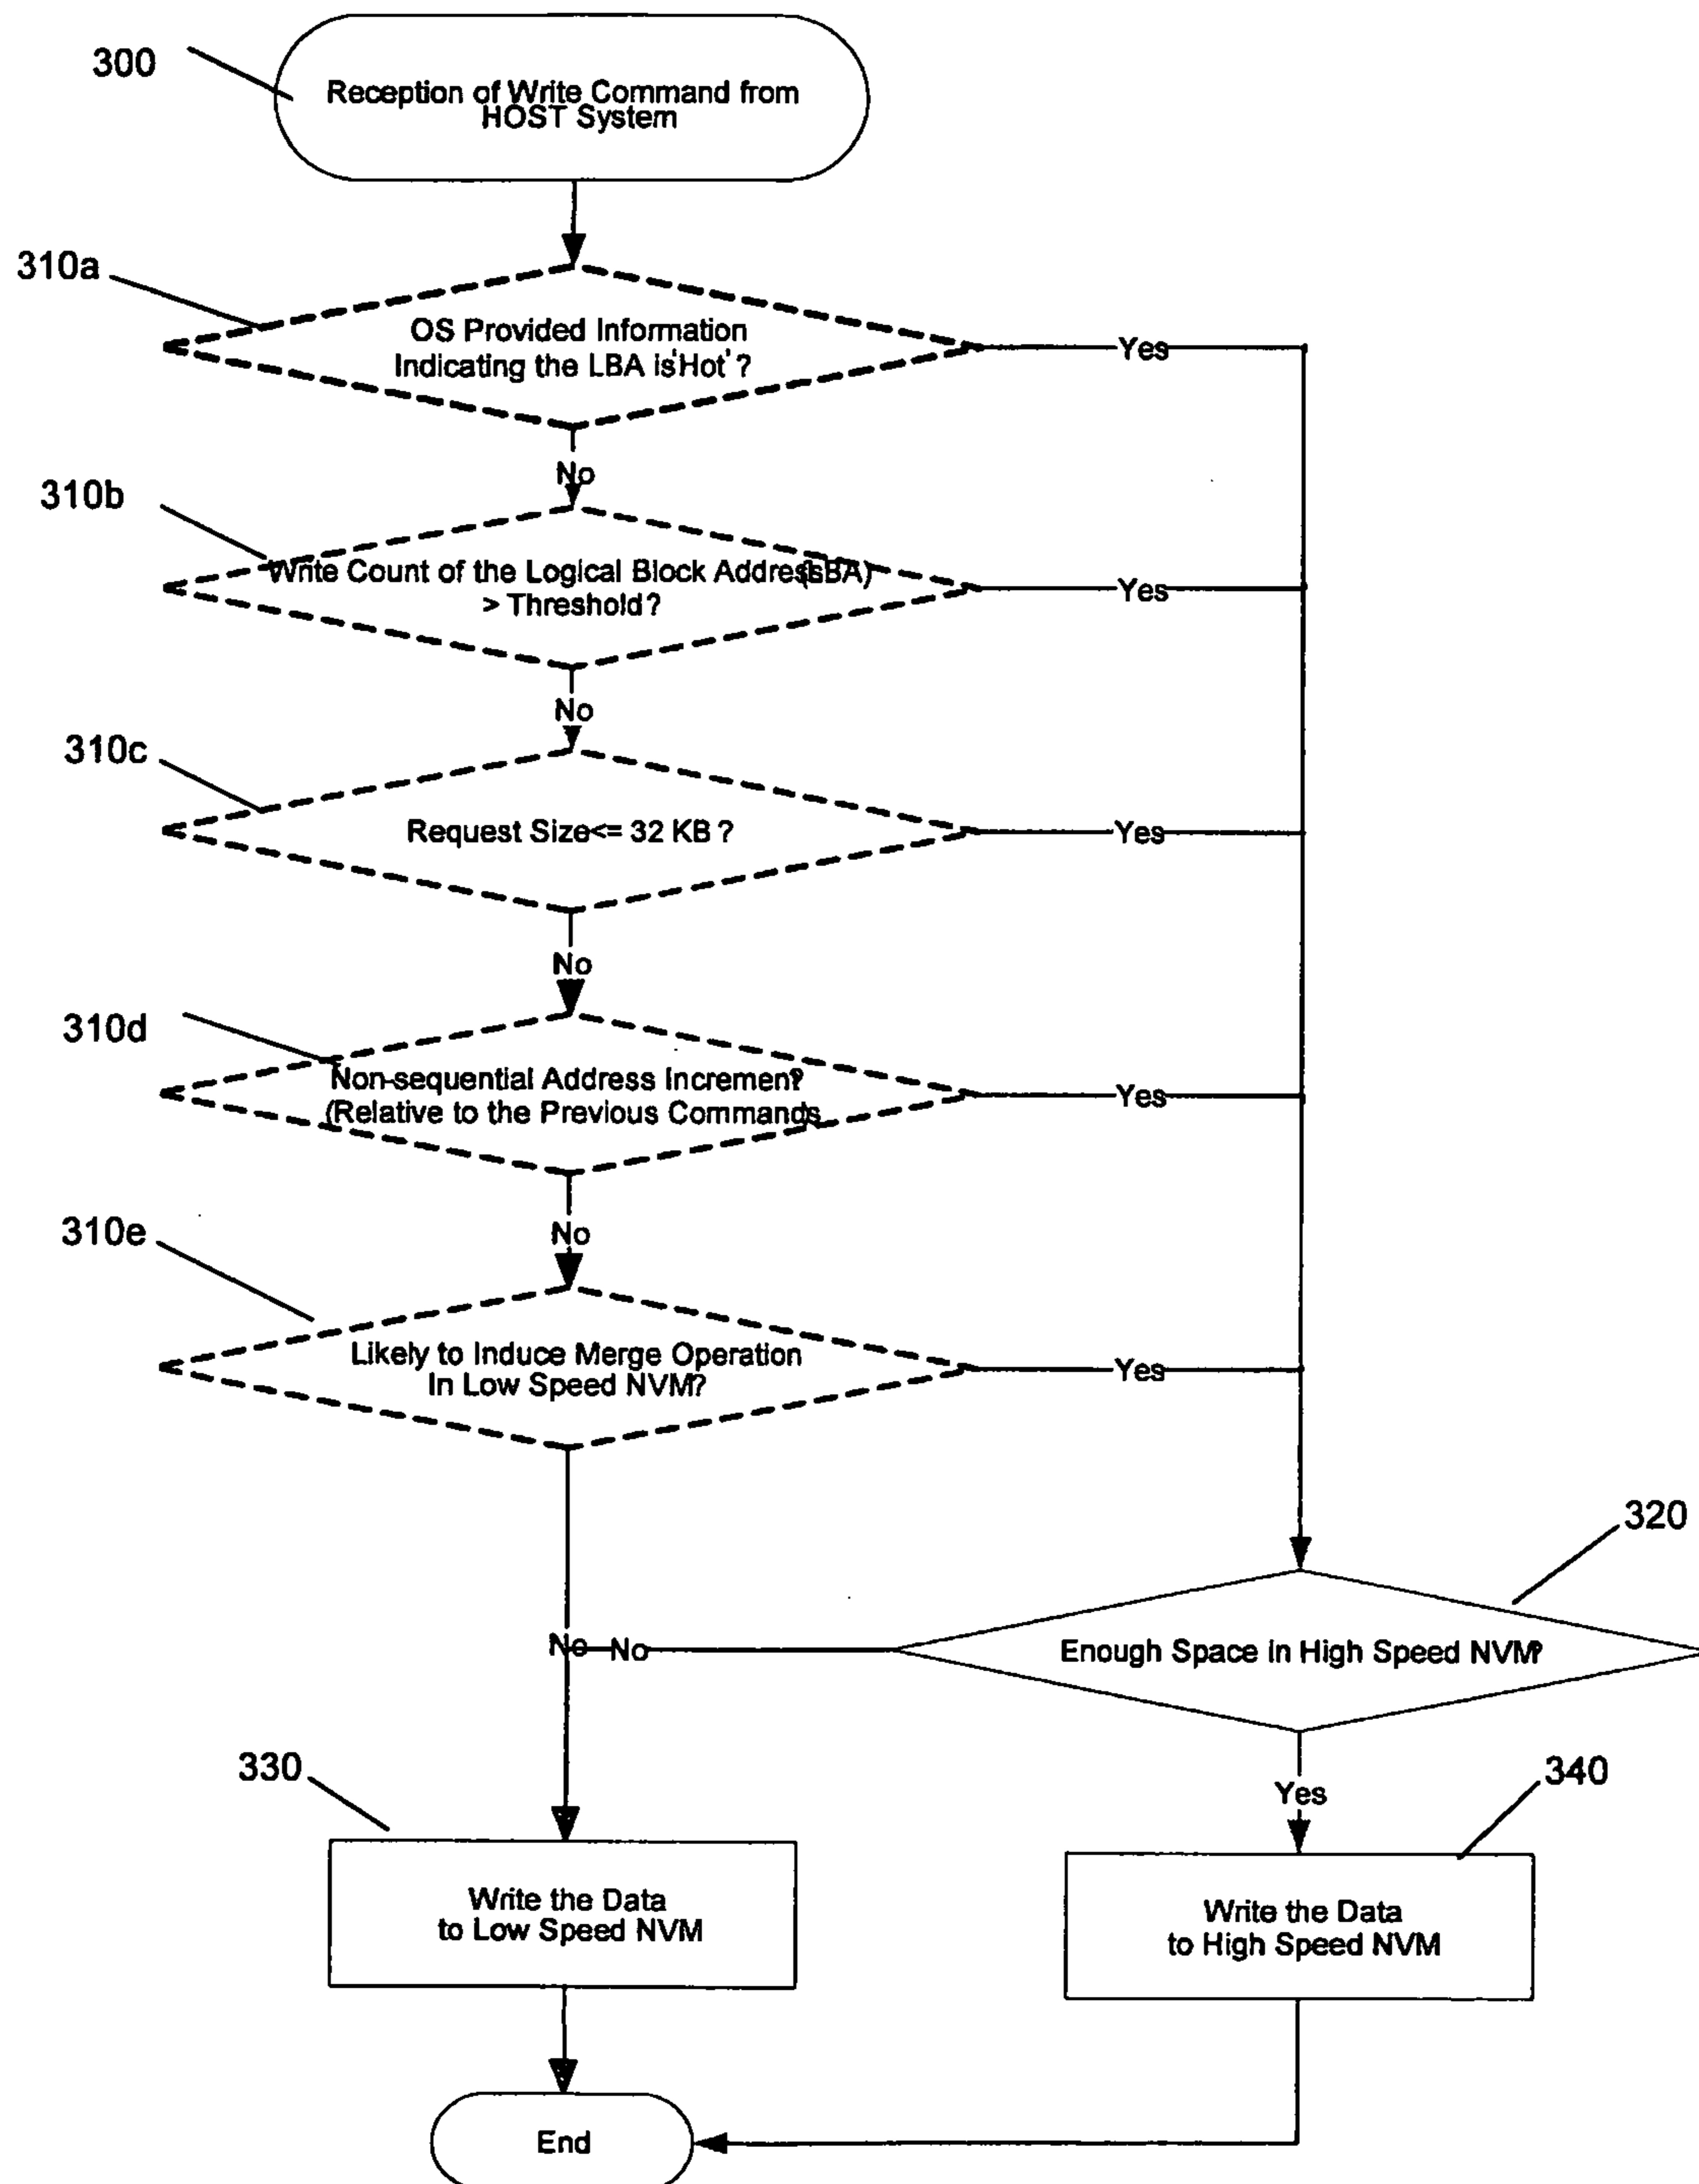 300
Reception of Write Command from
HOST System
310a
OS Provided Information
Indicating the LBA is 'Hot' ?
Yes
No
310b
Write Count of the Logical Block Address (LBA)
> Threshold?
Yes
No
310c
Request Size<= 32 KB ?
Yes
No
310d
Non-sequential Address Increment?
(Relative to the Previous Commands
Yes
No
310e
Likely to Induce Merge Operation
In Low Speed NVM?
Yes
320
Enough Space in High Speed NVM?
No
No
Yes
330
340
Write the Data
to Low Speed NVM
Write the Data
to High Speed NVM
End